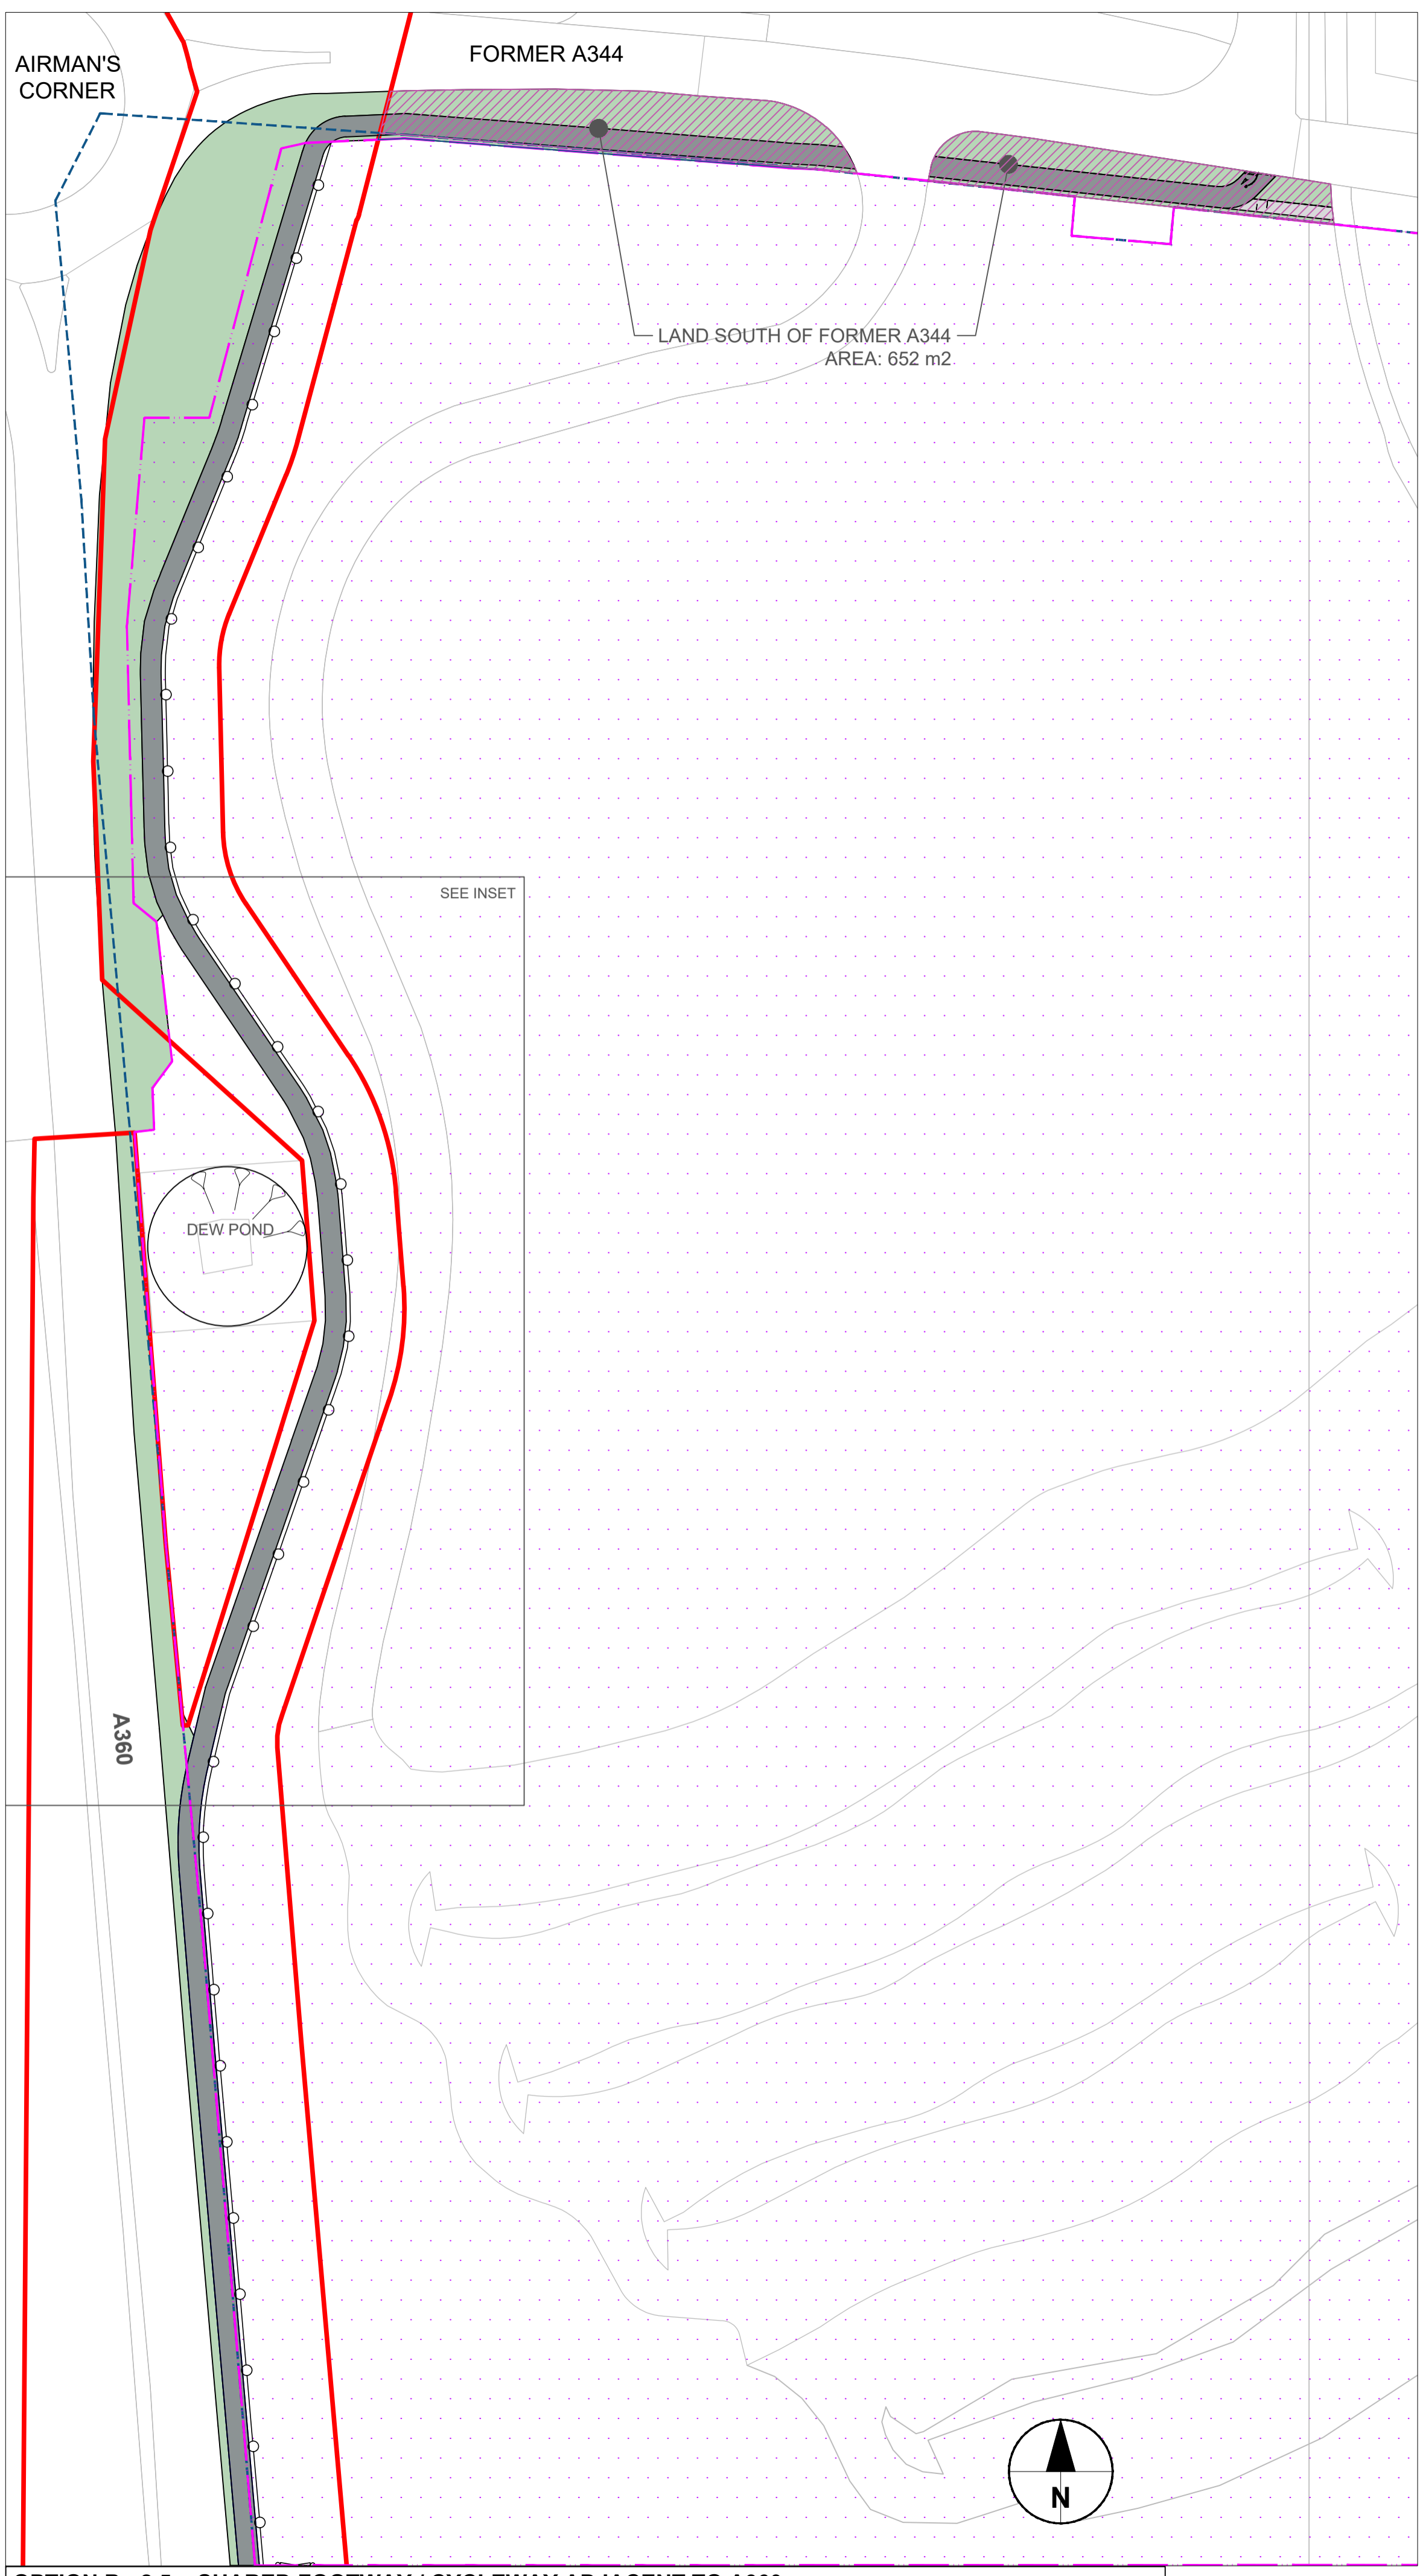 AIRMAN'S
CORNER
FORMER A344
LAND SOUTH OF FORMER A344
AREA: 652 m2
SEE INSET
DEW POND
A360
N